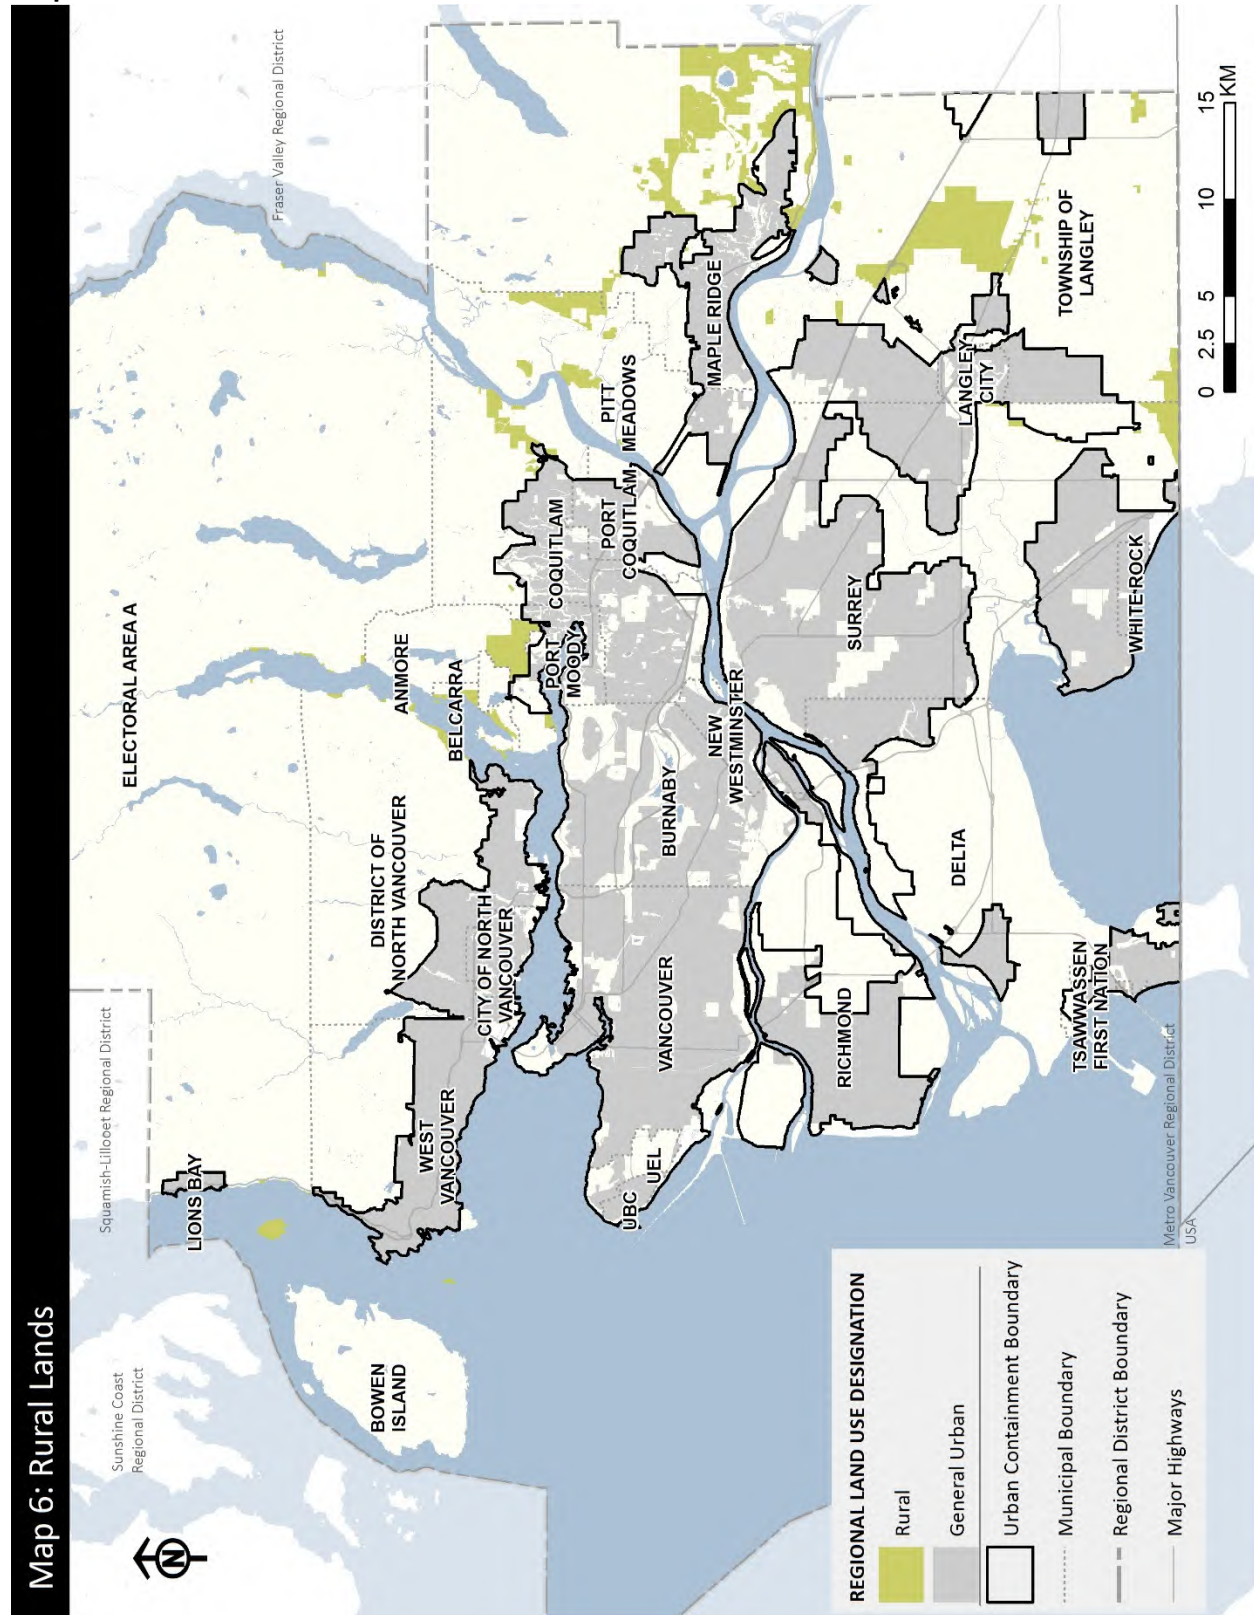 Map 6: Rural Lands
N
Sunshine Coast
Regional District
Squamish-Lillooet Regional District
Fraser Valley Regional District
ELECTORAL AREA A
LIONS BAY
BOWEN
ISLAND
WEST
VANCOUVER
DISTRICT OF
NORTH VANCOUVER
CITY OF NORTH
VANCOUVER
ANMORE
BELCARRA
PORT
MOODY
COQUITLAM
PORT
COQUITLAM
PITT
MEADOWS
MAPLE RIDGE
UBC
UEL
VANCOUVER
BURNABY
NEW
WESTMINSTER
RICHMOND
SURREY
DELTA
LANGLEY
CITY
TOWNSHIP OF
LANGLEY
WHITE ROCK
TSAWWASSEN
FIRST NATION
Metro Vancouver Regional District
USA
REGIONAL LAND USE DESIGNATION
Rural
General Urban
Urban Containment Boundary
Municipal Boundary
Regional District Boundary
Major Highways
0 2.5 5 10 15
KM